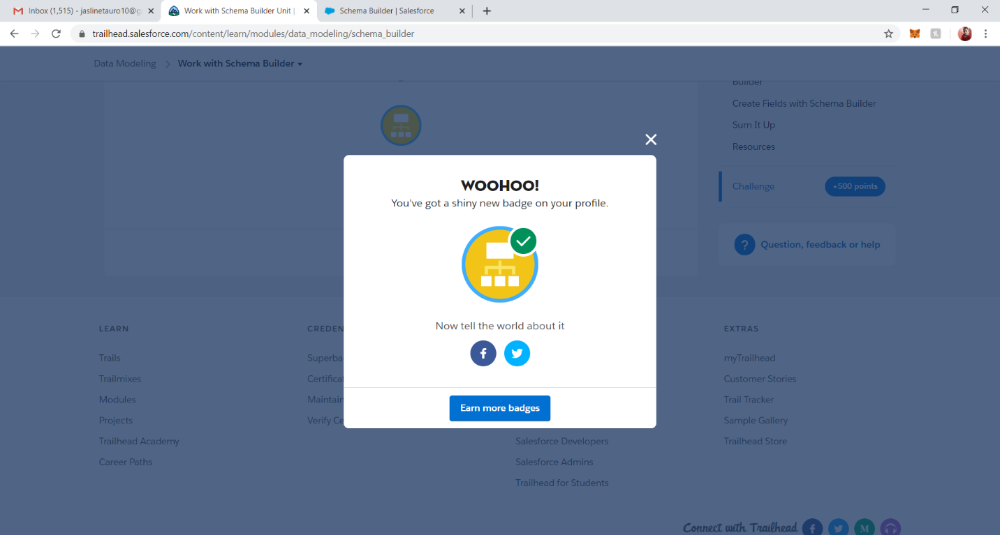 Inbox (1,515) - jaslinetauro10@g
Work with Schema Builder Unit |
Schema Builder | Salesforce
trailhead.salesforce.com/content/learn/modules/data_modeling/schema_builder
Data Modeling > Work with Schema Builder
Builder
Create Fields with Schema Builder
Sum It Up
Resources
Challenge
+500 points
? Question, feedback or help
WOOHOO!
You've got a shiny new badge on your profile.
Now tell the world about it
Earn more badges
LEARN
Trails
Trailmixes
Modules
Projects
Trailhead Academy
Career Paths
CREDEN
Superba
Certificat
Maintain
Verify Ce
Salesforce Developers
Salesforce Admins
Trailhead for Students
EXTRAS
myTrailhead
Customer Stories
Trail Tracker
Sample Gallery
Trailhead Store
Connect with Trailhead